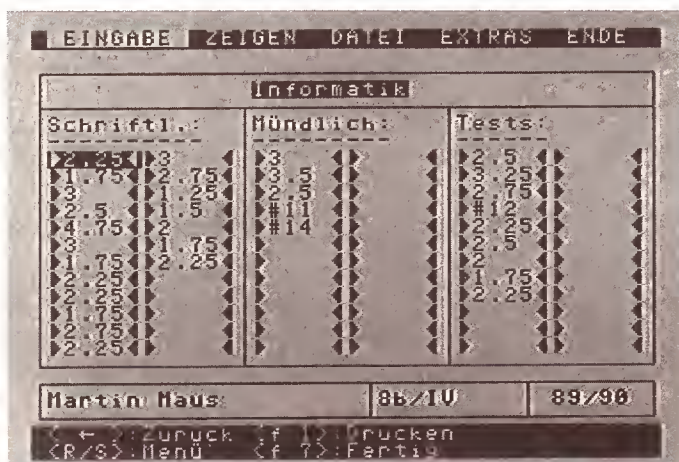 EINGABE ZEIGEN DATEI EXTRAS ENDE
Informatik
Schriftl.: Mündlich: Tests:
2.25 3 3 2.5
1.75 2.75 3.5 3.25
3 1.25 2.5 2.75
2.5 1.5 #11 #12
4.75 2 #14 2.25
3 1.75 2.5
1.75 2.25 2
2.25 1.75
2.25 2.25
1.75
2.75
2.25
Martin Maus 8b/IV 89/90
< ← >:Zurück <f 1>:Drucken
<R/S>:Menü <f 7>:Fertig